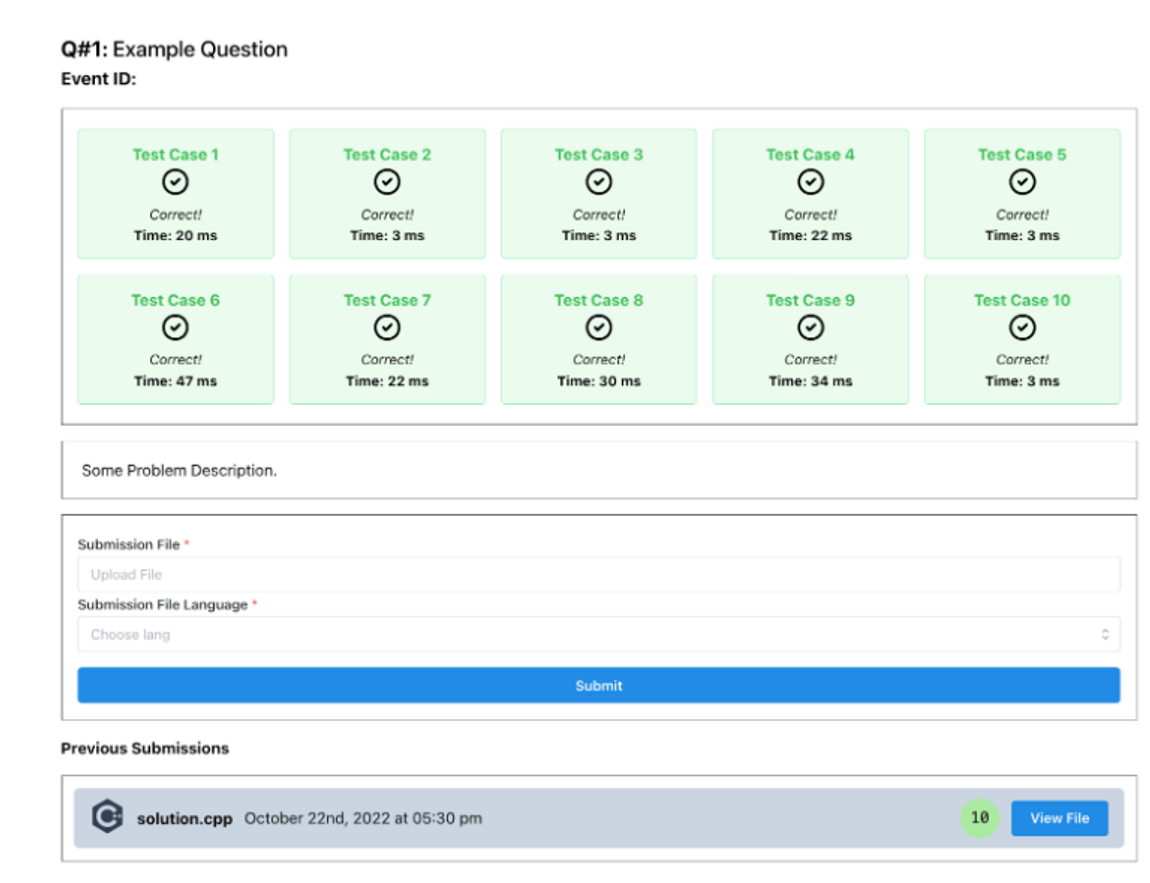 Q#1: Example Question
Event ID:
Test Case 1 Test Case 2 Test Case 3 Test Case 4 Test Case 5
Correct! Correct! Correct! Correct! Correct!
Time: 20 ms Time: 3 ms Time: 3 ms Time: 22 ms Time: 3 ms
Test Case 6 Test Case 7 Test Case 8 Test Case 9 Test Case 10
Correct! Correct! Correct! Correct! Correct!
Time: 47 ms Time: 22 ms Time: 30 ms Time: 34 ms Time: 3 ms
Some Problem Description.
Submission File *
Upload File
Submission File Language *
Choose lang
Submit
Previous Submissions
solution.cpp October 22nd, 2022 at 05:30 pm 10 View File